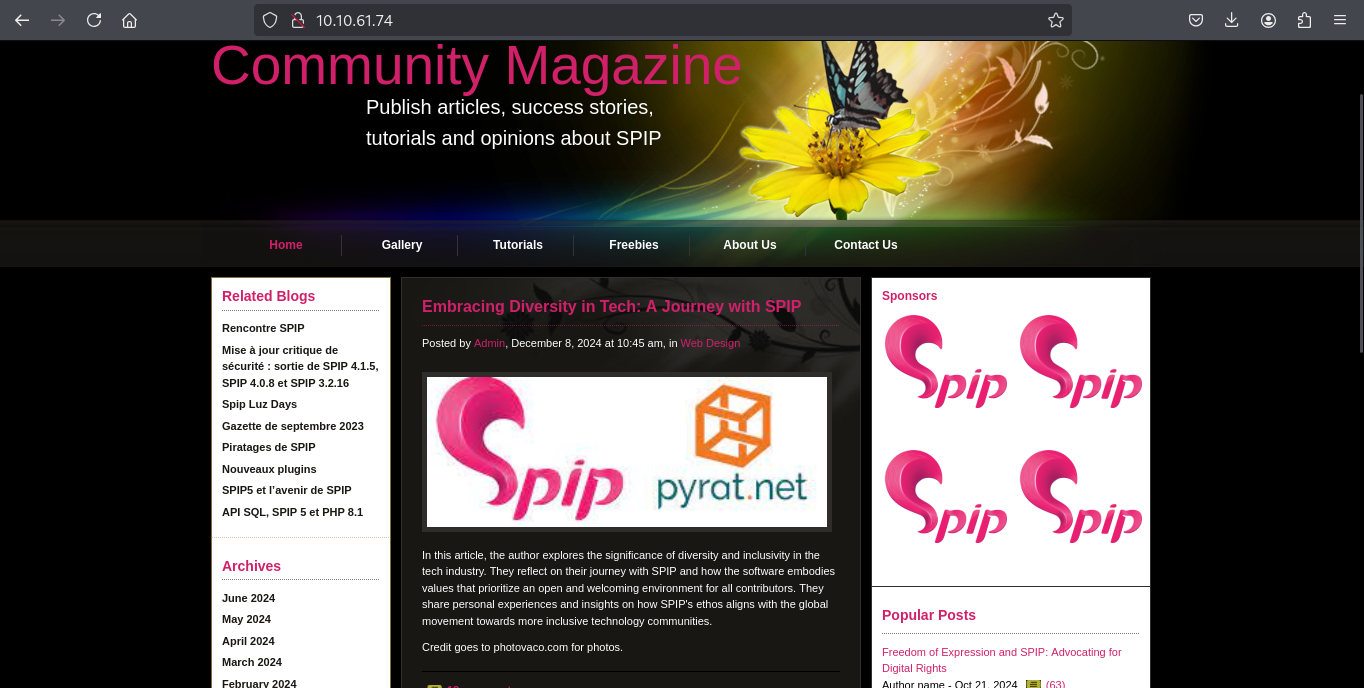 10.10.61.74
Community Magazine
Publish articles, success stories,
tutorials and opinions about SPIP
Home
Gallery
Tutorials
Freebies
About Us
Contact Us
Related Blogs
Rencontre SPIP
Mise à jour critique de
sécurité : sortie de SPIP 4.1.5,
SPIP 4.0.8 et SPIP 3.2.16
Spip Luz Days
Gazette de septembre 2023
Piratages de SPIP
Nouveaux plugins
SPIP5 et l'avenir de SPIP
API SQL, SPIP 5 et PHP 8.1
Archives
June 2024
May 2024
April 2024
March 2024
February 2024
Embracing Diversity in Tech: A Journey with SPIP
Posted by Admin, December 8, 2024 at 10:45 am, in Web Design
Spip
pyrat.net
In this article, the author explores the significance of diversity and inclusivity in the
tech industry. They reflect on their journey with SPIP and how the software embodies
values that prioritize an open and welcoming environment for all contributors. They
share personal experiences and insights on how SPIP's ethos aligns with the global
movement towards more inclusive technology communities.
Credit goes to photovaco.com for photos.
Sponsors
Spip
Spip
Spip
Spip
Popular Posts
Freedom of Expression and SPIP: Advocating for
Digital Rights
Author name - Oct 21, 2024 (63)